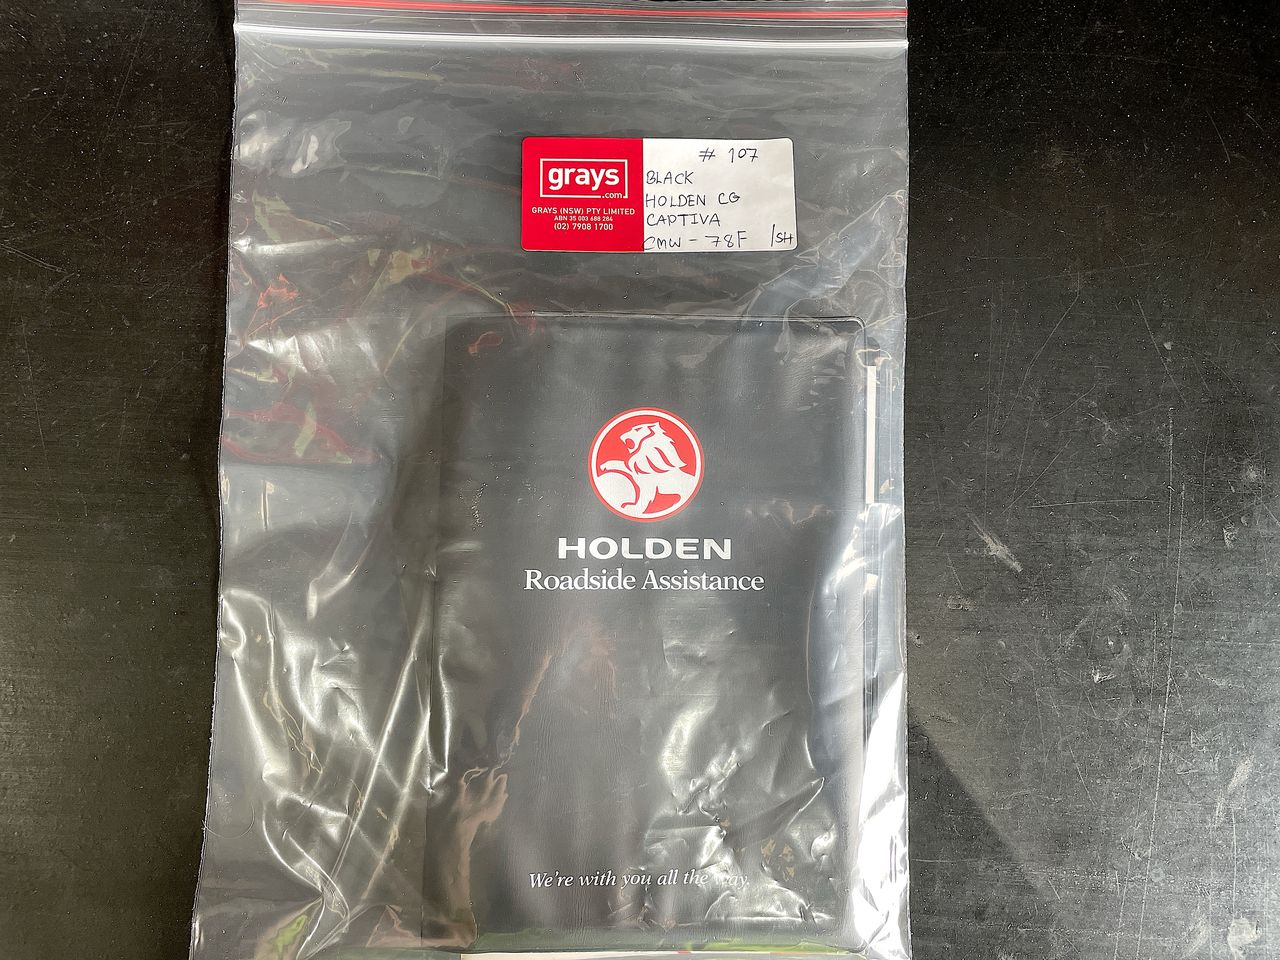 # 107
grays
.com
GRAYS (NSW) PTY LIMITED
ABN 35 003 688 284
(02) 7908 1700
BLACK
HOLDEN CG
CAPTIVA
CMW - 78F /SH
HOLDEN
Roadside Assistance
We're with you all the way.